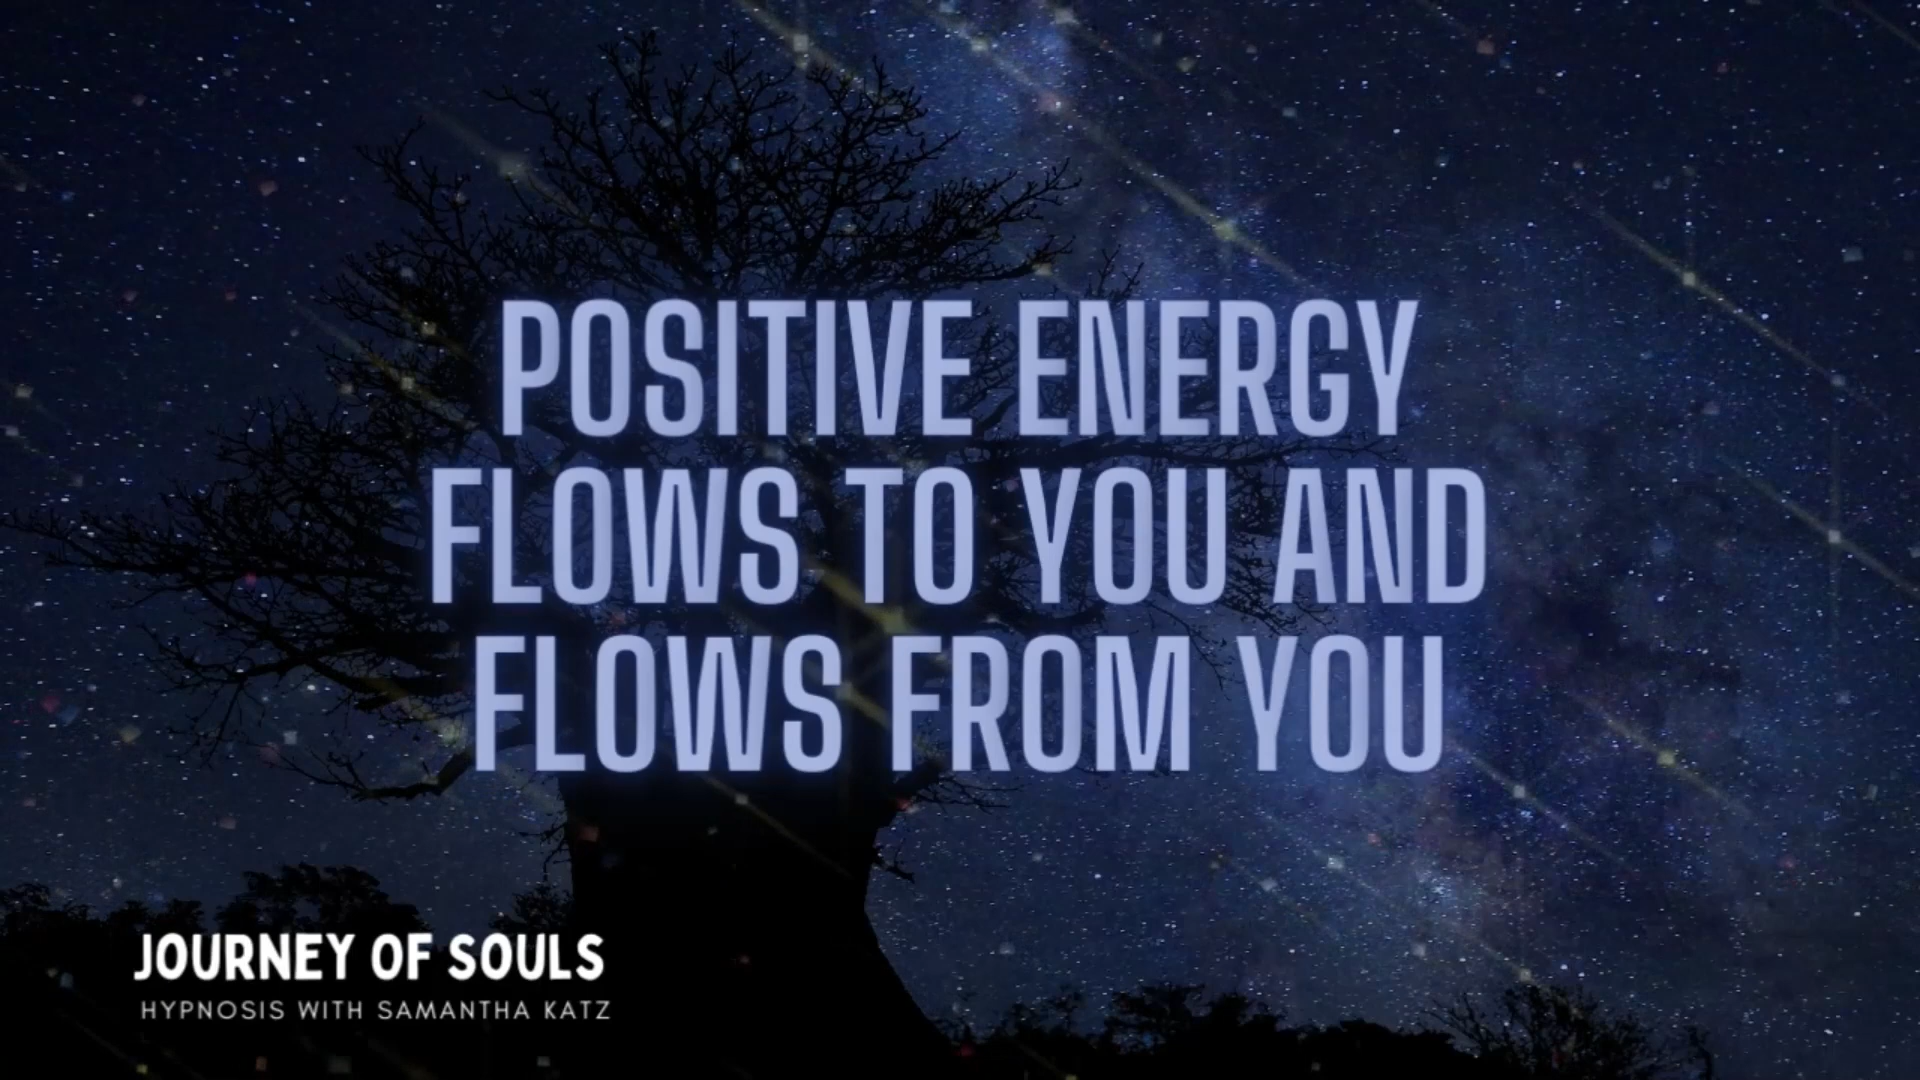 POSITIVE ENERGY
FLOWS TO YOU AND
FLOWS FROM YOU
JOURNEY OF SOULS
HYPNOSIS WITH SAMANTHA KATZ